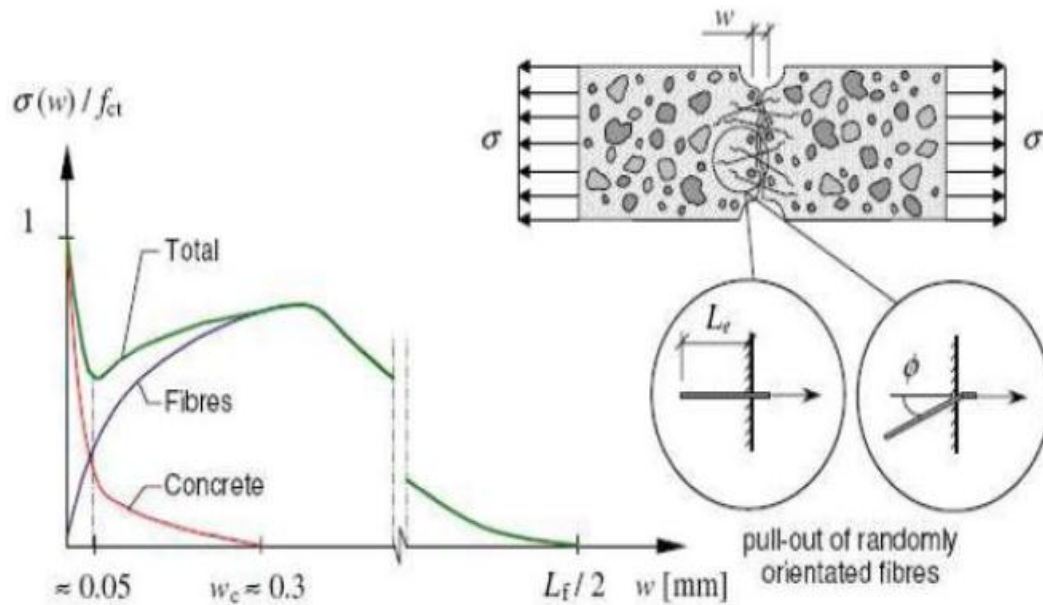 w
σ(w) / f_ct
σ
σ
1
Total
Fibres
Concrete
L_e
ϕ
≈ 0.05
w_c ≈ 0.3
L_f / 2
w [mm]
pull-out of randomly
orientated fibres